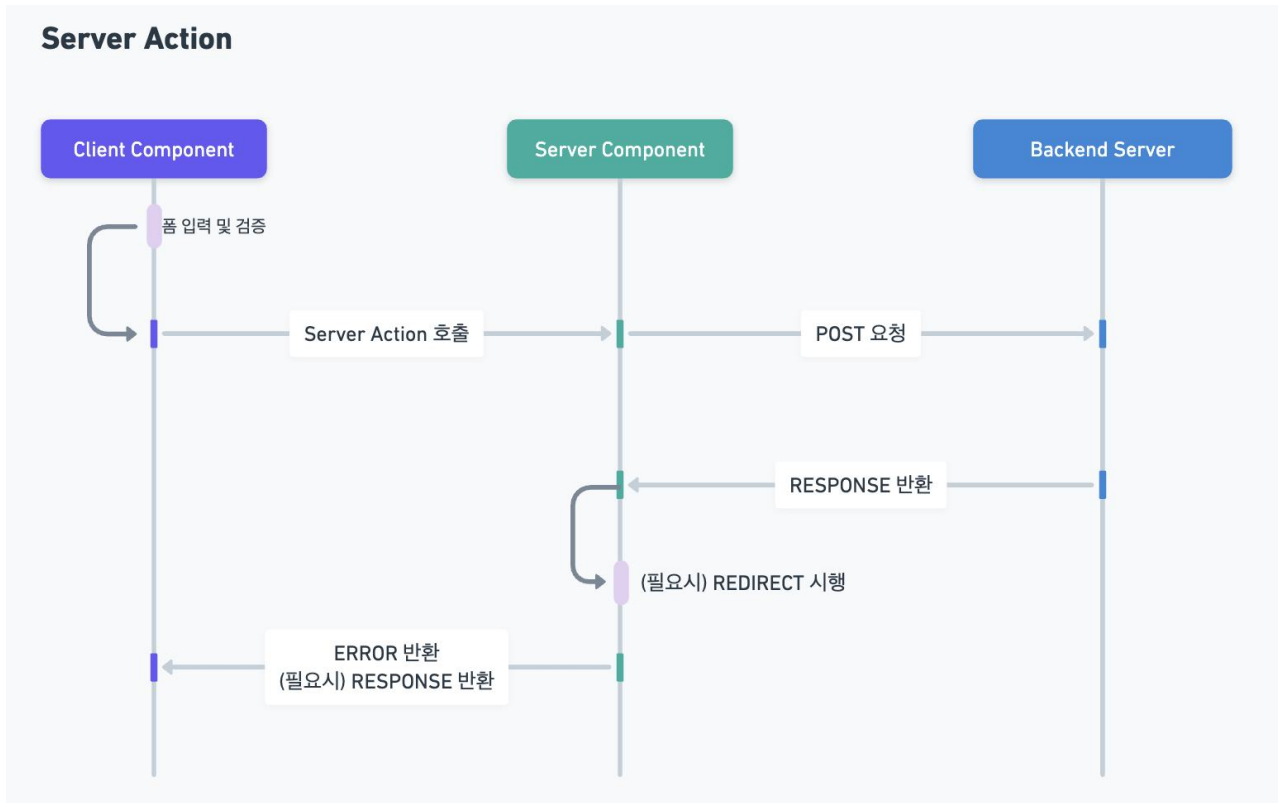 Server Action
Client Component
Server Component
Backend Server
폼 입력 및 검증
Server Action 호출
POST 요청
RESPONSE 반환
(필요시) REDIRECT 시행
ERROR 반환
(필요시) RESPONSE 반환